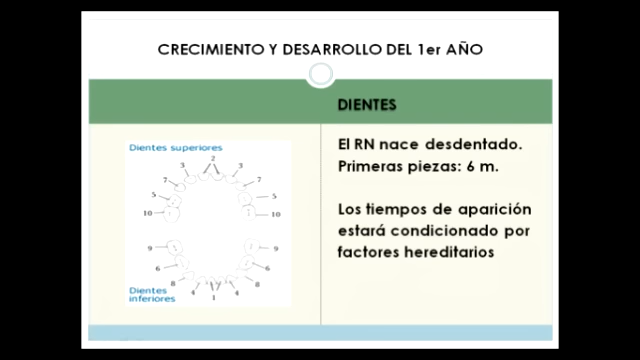 CRECIMIENTO Y DESARROLLO DEL 1er AÑO
DIENTES
Dientes superiores
2
3 3
7 7
5 5
10 10
9 9
6 6
8 8
4 4
1
Dientes
inferiores
El RN nace desdentado.
Primeras piezas: 6 m.
Los tiempos de aparición
estará condicionado por
factores hereditarios